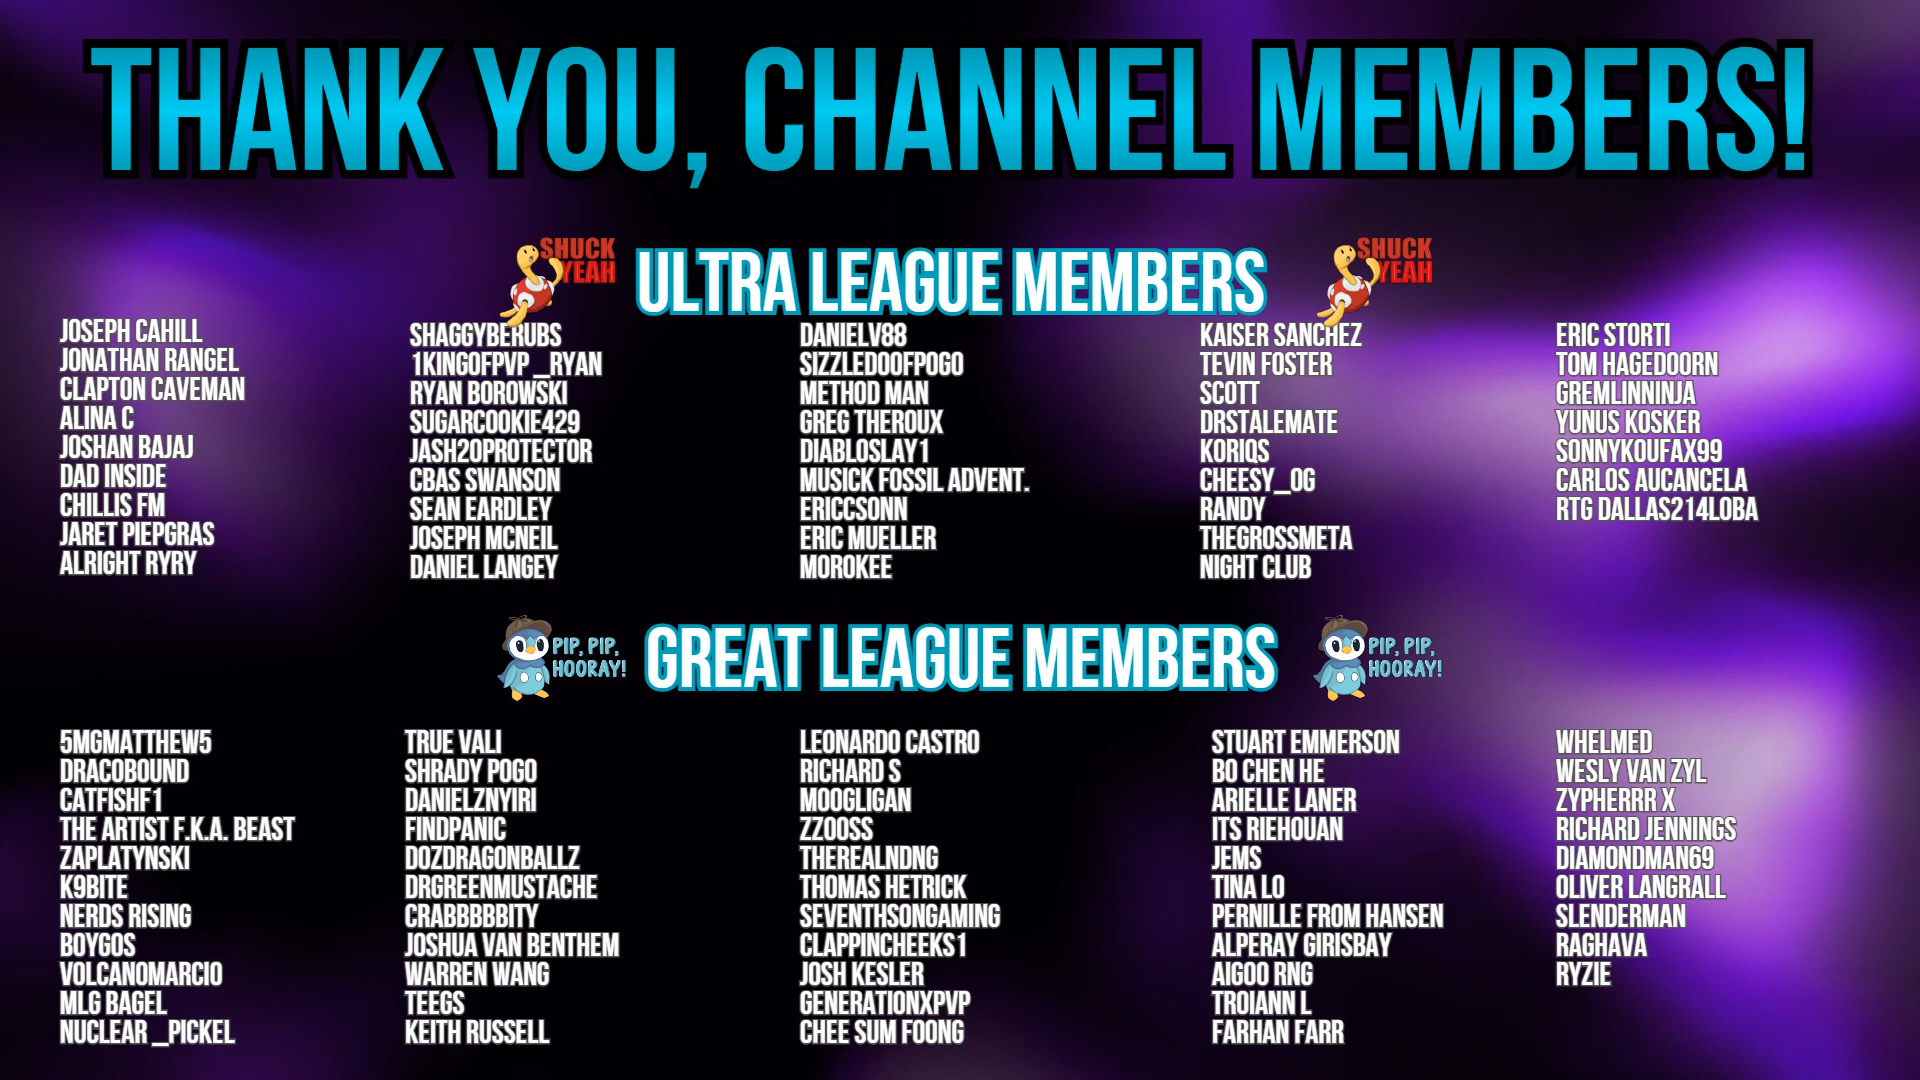 THANK YOU, CHANNEL MEMBERS!
SHUCK YEAH
ULTRA LEAGUE MEMBERS
SHUCK YEAH
JOSEPH CAHILL
JONATHAN RANGEL
CLAPTON CAVEMAN
ALINA C
JOSHAN BAJAJ
DAD INSIDE
CHILLIS FM
JARET PIEPGRAS
ALRIGHT RYRY
SHAGGYBERUBS
1KINGOFPVP _RYAN
RYAN BOROWSKI
SUGARCOOKIE429
JASH2OPROTECTOR
CBAS SWANSON
SEAN EARDLEY
JOSEPH MCNEIL
DANIEL LANGEY
DANIELV88
SIZZLEDOOFPOGO
METHOD MAN
GREG THEROUX
DIABLOSLAY1
MUSICK FOSSIL ADVENT.
ERICCSONN
ERIC MUELLER
MOROKEE
KAISER SANCHEZ
TEVIN FOSTER
SCOTT
DRSTALEMATE
KORIQS
CHEESY_OG
RANDY
THEGROSSMETA
NIGHT CLUB
ERIC STORTI
TOM HAGEDOORN
GREMLINNINJA
YUNUS KOSKER
SONNYKOUFAX99
CARLOS AUCANCELA
RTG DALLAS214LOBA
PIP, PIP, HOORAY!
GREAT LEAGUE MEMBERS
PIP, PIP, HOORAY!
5MGMATTHEW5
DRACOBOUND
CATFISHF1
THE ARTIST F.K.A. BEAST
ZAPLATYNSKI
K9BITE
NERDS RISING
BOYGOS
VOLCANOMARCIO
MLG BAGEL
NUCLEAR _PICKEL
TRUE VALI
SHRADY POGO
DANIELZNYIRI
FINDPANIC
DOZDRAGONBALLZ
DRGREENMUSTACHE
CRABBBBBITY
JOSHUA VAN BENTHEM
WARREN WANG
TEEGS
KEITH RUSSELL
LEONARDO CASTRO
RICHARD S
MOOGLIGAN
ZZOOSS
THEREALNDNG
THOMAS HETRICK
SEVENTHSONGAMING
CLAPPINCHEEKS1
JOSH KESLER
GENERATIONXPVP
CHEE SUM FOONG
STUART EMMERSON
BO CHEN HE
ARIELLE LANER
ITS RIEHOUAN
JEMS
TINA LO
PERNILLE FROM HANSEN
ALPERAY GIRISBAY
AIGOO RNG
TROIANN L
FARHAN FARR
WHELMED
WESLY VAN ZYL
ZYPHERRR X
RICHARD JENNINGS
DIAMONDMAN69
OLIVER LANGRALL
SLENDERMAN
RAGHAVA
RYZIE